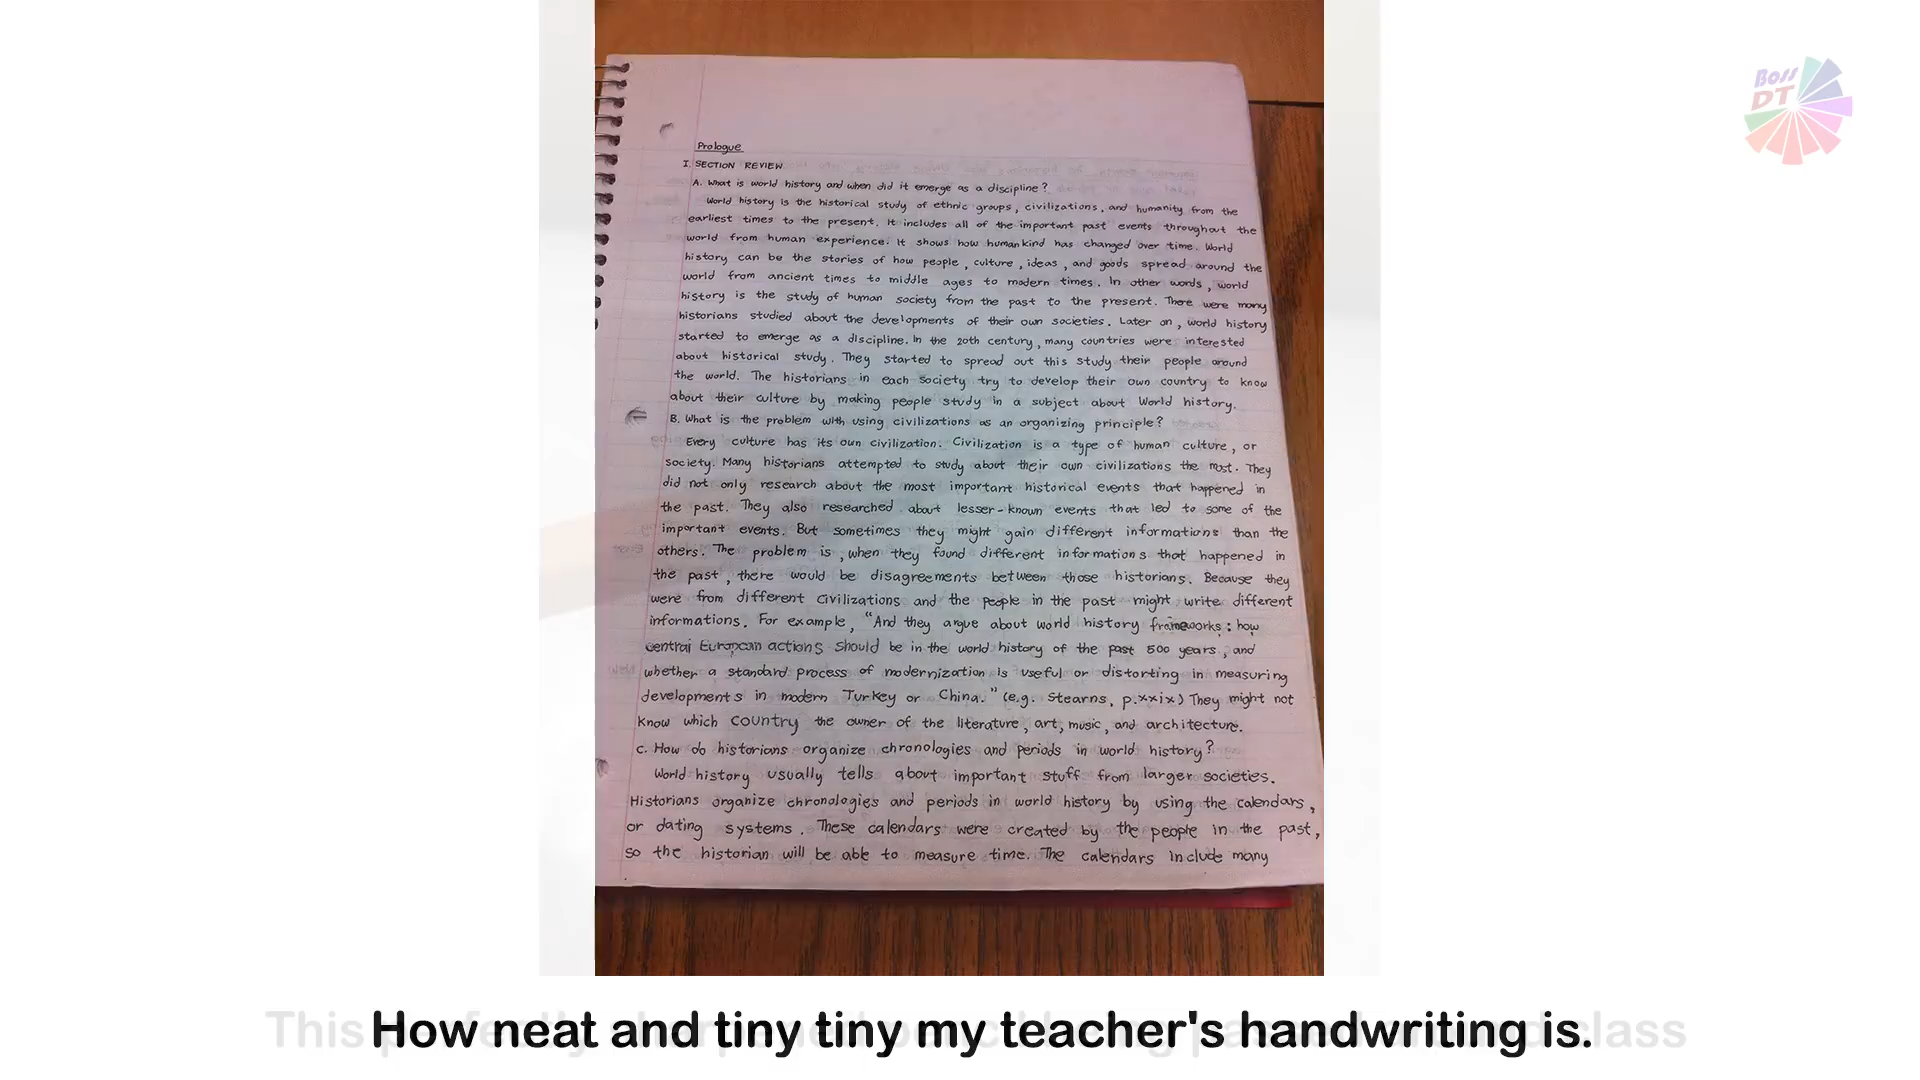 Boss
DT
Prologue
I. SECTION REVIEW
A. What is world history and when did it emerge as a discipline?
World history is the historical study of ethnic groups, civilizations, and humanity from the
earliest times to the present. It includes all of the important past events throughout the
world from human experience. It shows how humankind has changed over time. World
history can be the stories of how people, culture, ideas, and goods spread around the
world from ancient times to middle ages to modern times. In other words, world
history is the study of human society from the past to the present. There were many
historians studied about the developments of their own societies. Later on, world history
started to emerge as a discipline. In the 20th century, many countries were interested
about historical study. They started to spread out this study their people around
the world. The historians in each society try to develop their own country to know
about their culture by making people study in a subject about World history.
B. What is the problem with using civilizations as an organizing principle?
Every culture has its own civilization. Civilization is a type of human culture, or
society. Many historians attempted to study about their own civilizations the most. They
did not only research about the most important historical events that happened in
the past. They also researched about lesser-known events that led to some of the
important events. But sometimes they might gain different informations than the
others. The problem is, when they found different informations that happened in
the past, there would be disagreements between those historians. Because they
were from different civilizations and the people in the past might write different
informations. For example, "And they argue about world history frameworks: how
central European actions should be in the world history of the past 500 years, and
whether a standard process of modernization is useful or distorting in measuring
developments in modern Turkey or China." (e.g. Stearns, p.xxix) They might not
know which country the owner of the literature, art, music, and architecture.
C. How do historians organize chronologies and periods in world history?
World history usually tells about important stuff from larger societies.
Historians organize chronologies and periods in world history by using the calendars,
or dating systems. These calendars were created by the people in the past,
so the historian will be able to measure time. The calendars include many
How neat and tiny tiny my teacher's handwriting is.